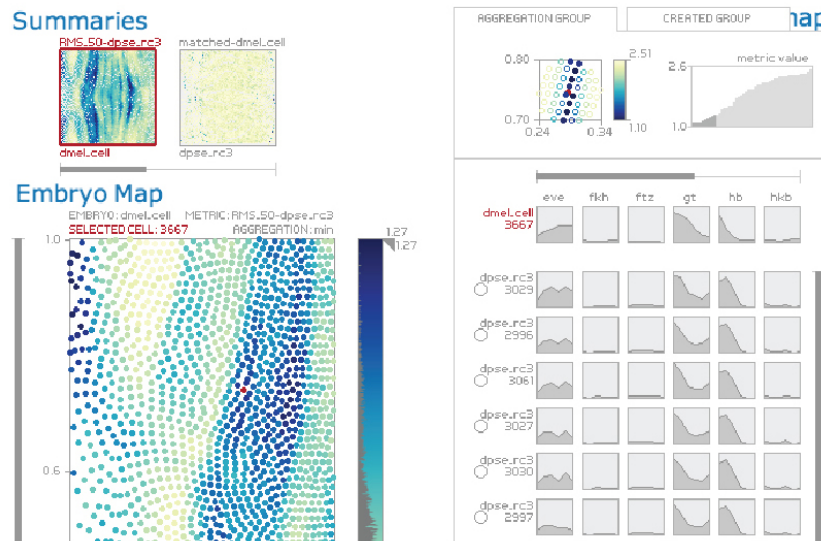 Summaries
RMS_50-dpse_rc3
matched-dmel_cell
dmel_cell
dpse_rc3
Embryo Map
EMBRYO: dmel_cell METRIC: RMS_50-dpse_rc3
SELECTED CELL: 3667 AGGREGATION: min
1.0
0.6
1.27
1.27
AGGREGATION GROUP
CREATED GROUP
map
0.80
0.70
0.24
0.34
2.51
1.10
metric value
2.6
1.0
eve fkh ftz gt hb hkb
dmel_cell
3667
dpse_rc3
3029
dpse_rc3
2996
dpse_rc3
3061
dpse_rc3
3027
dpse_rc3
3030
dpse_rc3
2997